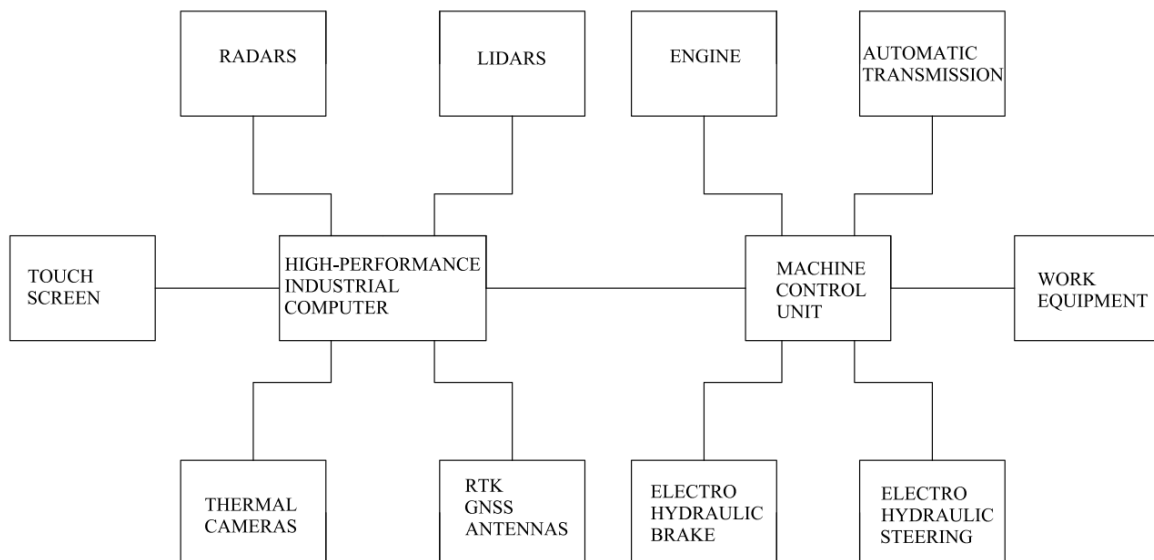 RADARS
LIDARS
ENGINE
AUTOMATIC
TRANSMISSION
TOUCH
SCREEN
HIGH-PERFORMANCE
INDUSTRIAL
COMPUTER
MACHINE
CONTROL
UNIT
WORK
EQUIPMENT
THERMAL
CAMERAS
RTK
GNSS
ANTENNAS
ELECTRO
HYDRAULIC
BRAKE
ELECTRO
HYDRAULIC
STEERING